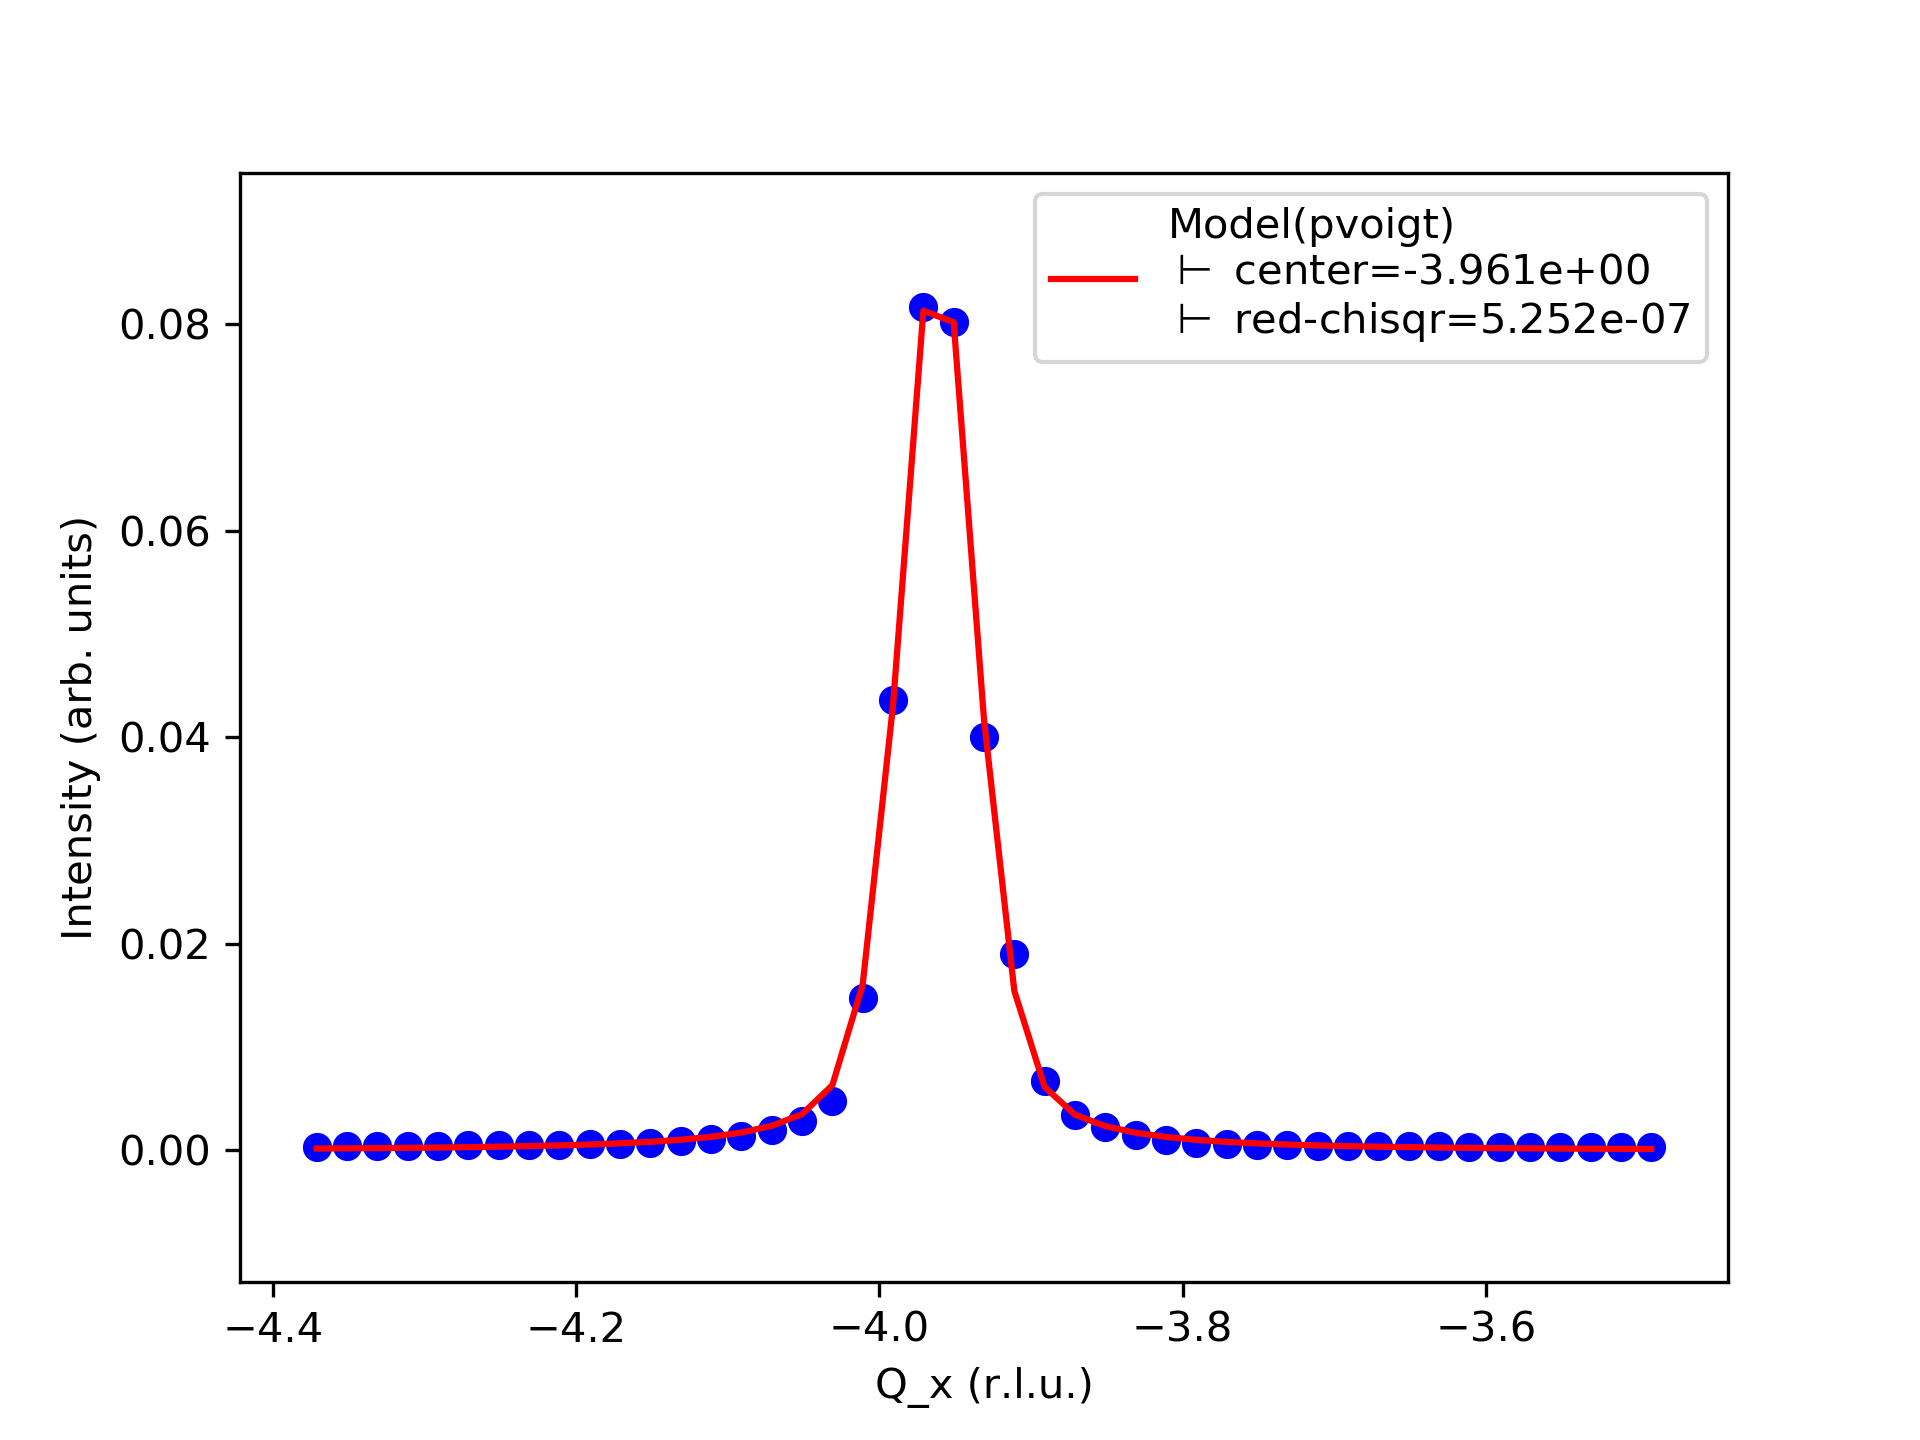 Model(pvoigt)
⊢ center=-3.961e+00
⊢ red-chisqr=5.252e-07
Intensity (arb. units)
0.08
0.06
0.04
0.02
0.00
−4.4 −4.2 −4.0 −3.8 −3.6
Q_x (r.l.u.)